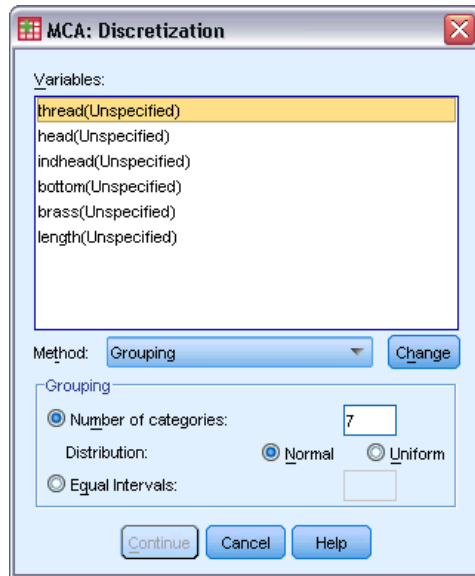 MCA: Discretization
Variables:
thread(Unspecified)
head(Unspecified)
indhead(Unspecified)
bottom(Unspecified)
brass(Unspecified)
length(Unspecified)
Method: Grouping Change
Grouping
Number of categories: 7
Distribution: Normal Uniform
Equal Intervals:
Continue Cancel Help